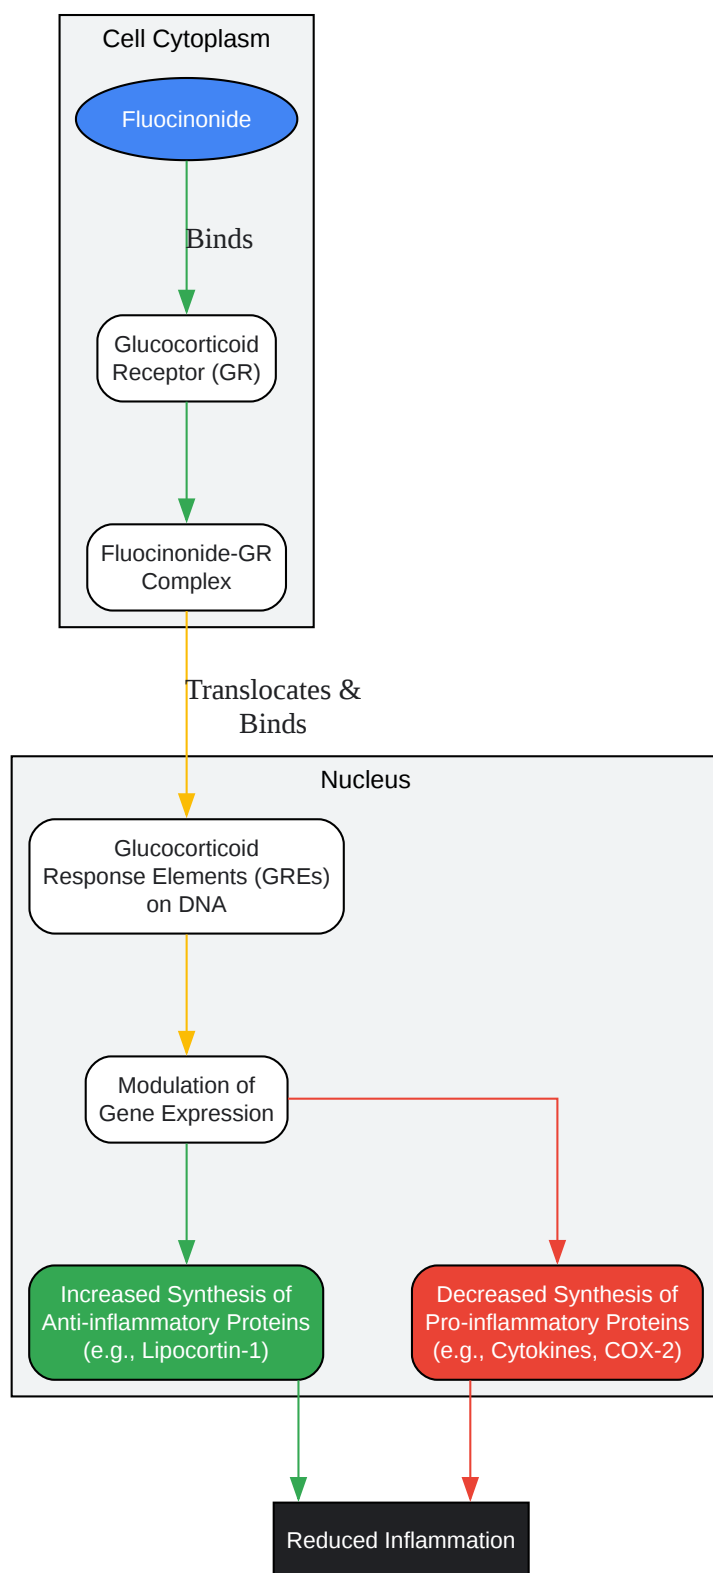 Cell Cytoplasm
Fluocinonide
Binds
Glucocorticoid
Receptor (GR)
Fluocinonide-GR
Complex
Translocates &
Binds
Nucleus
Glucocorticoid
Response Elements (GREs)
on DNA
Modulation of
Gene Expression
Increased Synthesis of
Anti-inflammatory Proteins
(e.g., Lipocortin-1)
Decreased Synthesis of
Pro-inflammatory Proteins
(e.g., Cytokines, COX-2)
Reduced Inflammation